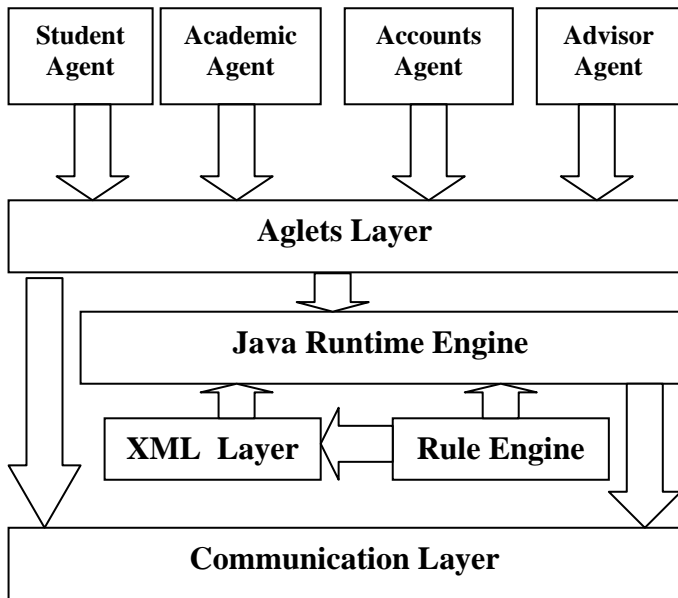 Student
Agent
Academic
Agent
Accounts
Agent
Advisor
Agent
Aglets Layer
Java Runtime Engine
XML Layer
Rule Engine
Communication Layer